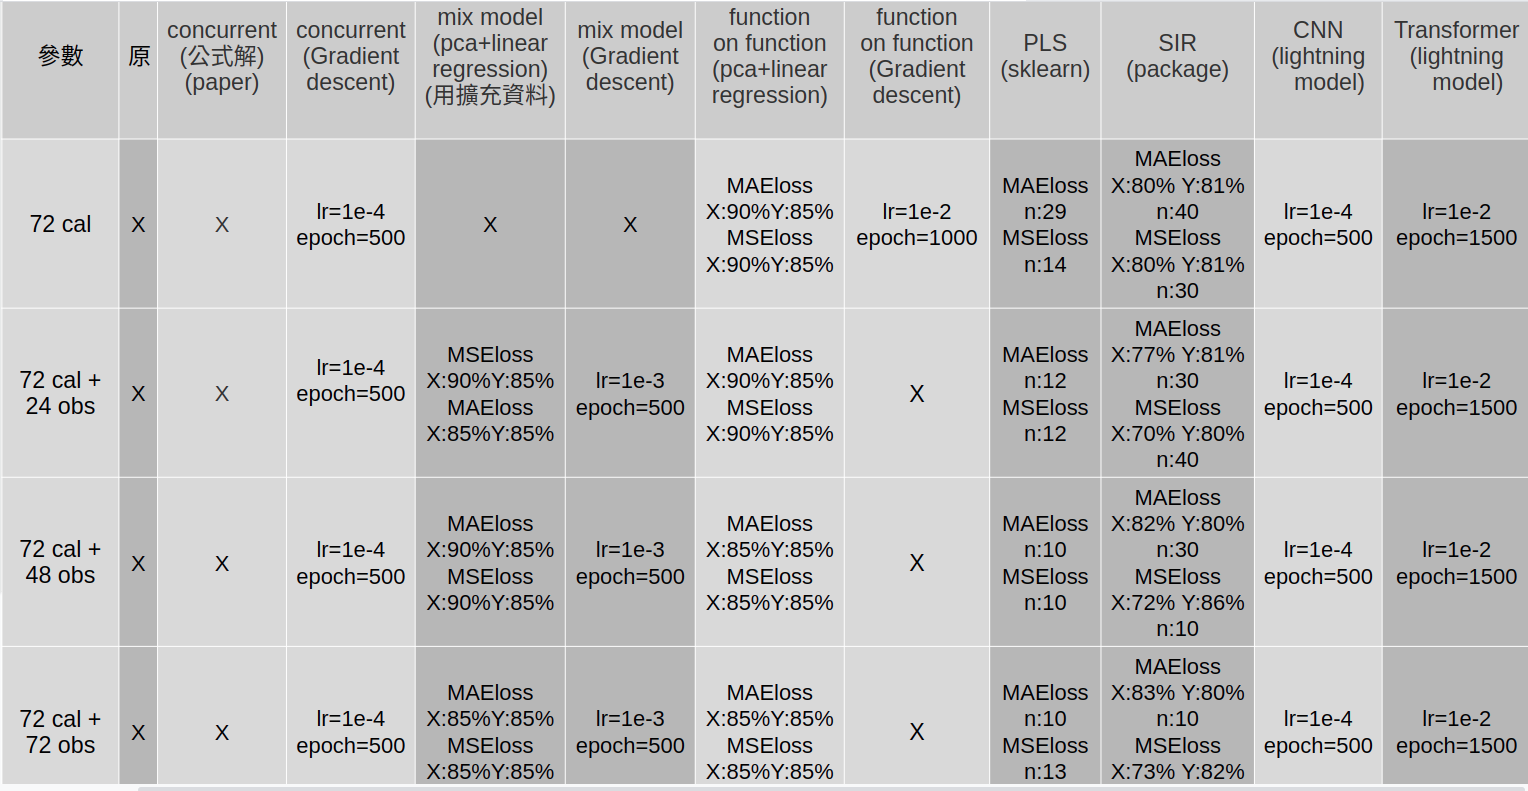 參數
原
concurrent
(公式解)
(paper)
concurrent
(Gradient
descent)
mix model
(pca+linear
regression)
(用擴充資料)
mix model
(Gradient
descent)
function
on function
(pca+linear
regression)
function
on function
(Gradient
descent)
PLS
(sklearn)
SIR
(package)
CNN
(lightning
model)
Transformer
(lightning
model)
72 cal
X
X
lr=1e-4
epoch=500
X
X
MAEloss
X:90%Y:85%
MSEloss
X:90%Y:85%
lr=1e-2
epoch=1000
MAEloss
n:29
MSEloss
n:14
MAEloss
X:80% Y:81%
n:40
MSEloss
X:80% Y:81%
n:30
lr=1e-4
epoch=500
lr=1e-2
epoch=1500
72 cal +
24 obs
X
X
lr=1e-4
epoch=500
MSEloss
X:90%Y:85%
MAEloss
X:85%Y:85%
lr=1e-3
epoch=500
MAEloss
X:90%Y:85%
MSEloss
X:90%Y:85%
X
MAEloss
n:12
MSEloss
n:12
MAEloss
X:77% Y:81%
n:30
MSEloss
X:70% Y:80%
n:40
lr=1e-4
epoch=500
lr=1e-2
epoch=1500
72 cal +
48 obs
X
X
lr=1e-4
epoch=500
MAEloss
X:90%Y:85%
MSEloss
X:90%Y:85%
lr=1e-3
epoch=500
MAEloss
X:85%Y:85%
MSEloss
X:85%Y:85%
X
MAEloss
n:10
MSEloss
n:10
MAEloss
X:82% Y:80%
n:30
MSEloss
X:72% Y:86%
n:10
lr=1e-4
epoch=500
lr=1e-2
epoch=1500
72 cal +
72 obs
X
X
lr=1e-4
epoch=500
MAEloss
X:85%Y:85%
MSEloss
X:85%Y:85%
lr=1e-3
epoch=500
MAEloss
X:85%Y:85%
MSEloss
X:85%Y:85%
X
MAEloss
n:10
MSEloss
n:13
MAEloss
X:83% Y:80%
n:10
MSEloss
X:73% Y:82%
lr=1e-4
epoch=500
lr=1e-2
epoch=1500